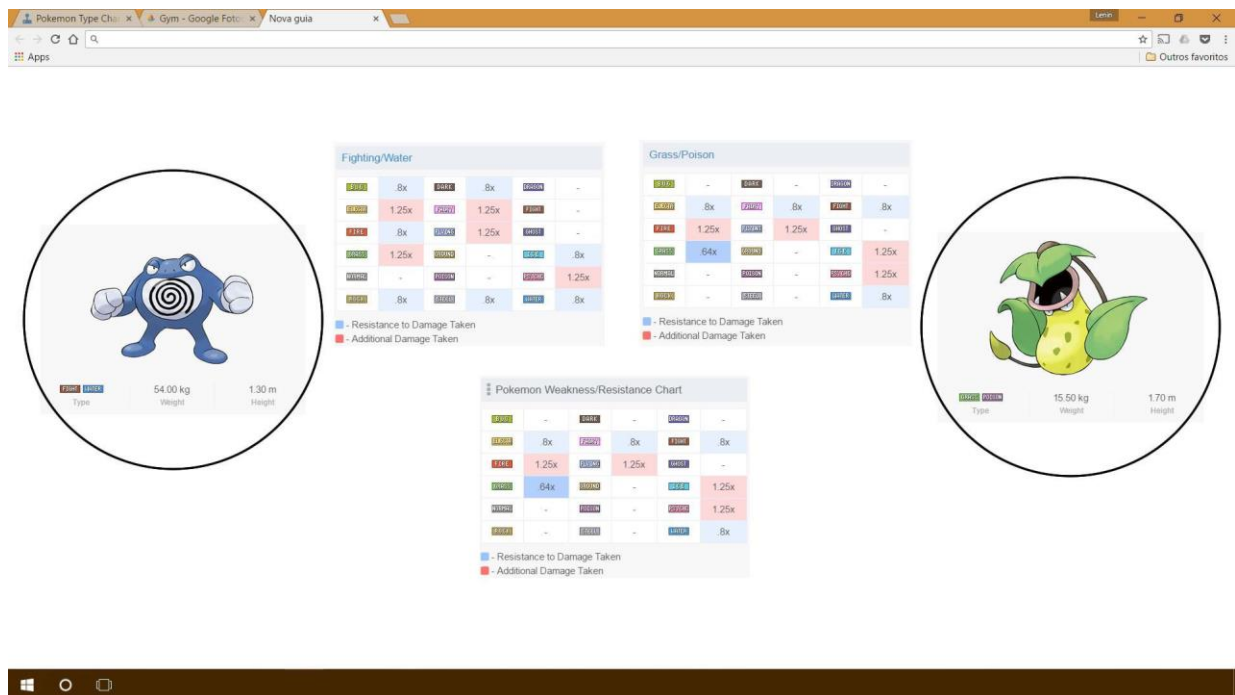 Pokemon Type Cha
Gym - Google Foto
Nova guia
Lenin
Apps
Outros favoritos
Fighting/Water
BUG .8x DARK .8x DRAGON -
1.25x FAIRY 1.25x FIGHT -
FIRE .8x FLYING 1.25x GHOST -
GRASS 1.25x GROUND - ICE .8x
NORMAL - POISON - PSYCHC 1.25x
ROCK .8x STEEL .8x WATER .8x
- Resistance to Damage Taken
- Additional Damage Taken
Grass/Poison
BUG - DARK - DRAGON -
.8x FAIRY .8x FIGHT .8x
FIRE 1.25x FLYING 1.25x GHOST -
GRASS .64x GROUND - ICE 1.25x
NORMAL - POISON - PSYCHC 1.25x
ROCK - STEEL - WATER .8x
- Resistance to Damage Taken
- Additional Damage Taken
FIGHT WATER 54.00 kg 1.30 m
Type Weight Height
GRASS POISON 15.50 kg 1.70 m
Type Weight Height
Pokemon Weakness/Resistance Chart
BUG - DARK - DRAGON -
.8x FAIRY .8x FIGHT .8x
FIRE 1.25x FLYING 1.25x GHOST -
GRASS .64x GROUND - ICE 1.25x
NORMAL - POISON - PSYCHC 1.25x
ROCK - STEEL - WATER .8x
- Resistance to Damage Taken
- Additional Damage Taken